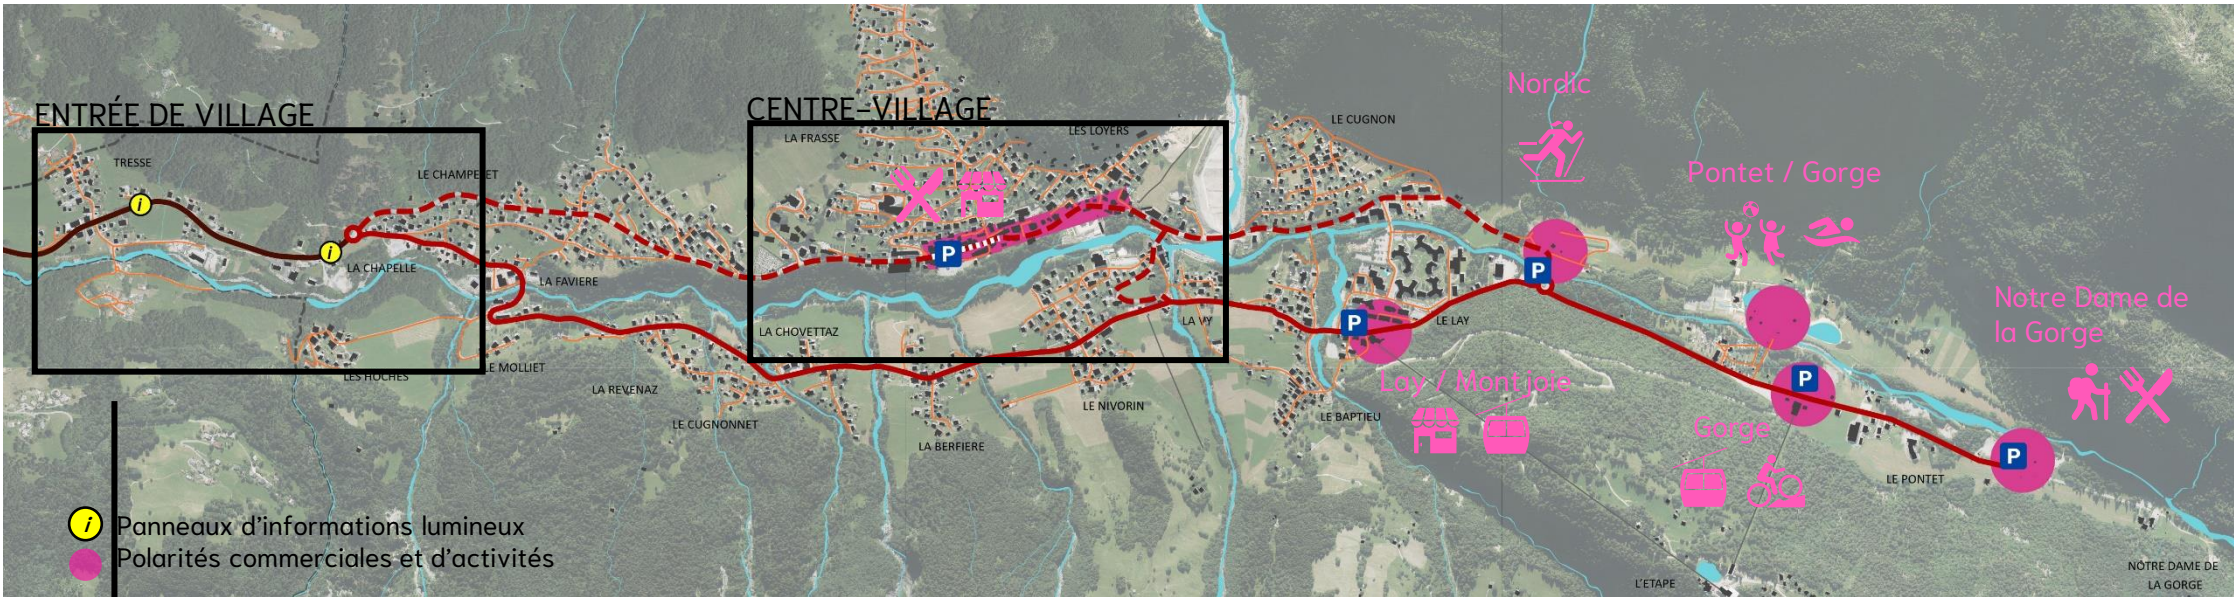 Nordic
ENTRÉE DE VILLAGE
CENTRE-VILLAGE
LES LOYERS
LE CUGNON
LA FRASSE
TRESSE
LE CHAMPELET
Pontet / Gorge
i
i
P
LA CHAPELLE
LA FAVIERE
P
Notre Dame de
la Gorge
LA CHOVETTAZ
LA VY
P
LE LAY
LES HOCHES
LE MOLLIET
LA REVENAZ
Lay / Montjoie
P
LE NIVORIN
LE CUGNONNET
LE BAPTIEU
LA BERFIERE
Gorge
P
LE PONTET
i Panneaux d'informations lumineux
Polarités commerciales et d'activités
L'ETAPE
NOTRE DAME DE
LA GORGE